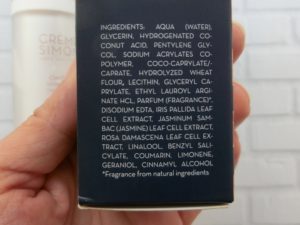 CREME
SIMO
INGREDIENTS: AQUA (WATER),
GLYCERIN, HYDROGENATED CO-
CONUT ACID, PENTYLENE GLY-
COL, SODIUM ACRYLATES CO-
POLYMER, COCO-CAPRYLATE/-
CAPRATE, HYDROLYZED WHEAT
FLOUR, LECITHIN, GLYCERYL CA-
PRYLATE, ETHYL LAUROYL ARGI-
NATE HCL, PARFUM (FRAGRANCE)*,
DISODIUM EDTA, IRIS PALLIDA LEAF
CELL EXTRACT, JASMINUM SAM-
BAC (JASMINE) LEAF CELL EXTRACT,
ROSA DAMASCENA LEAF CELL EX-
TRACT, LINALOOL, BENZYL SALI-
CYLATE, COUMARIN, LIMONENE,
GERANIOL, CINNAMYL ALCOHOL
*Fragrance from natural ingredients